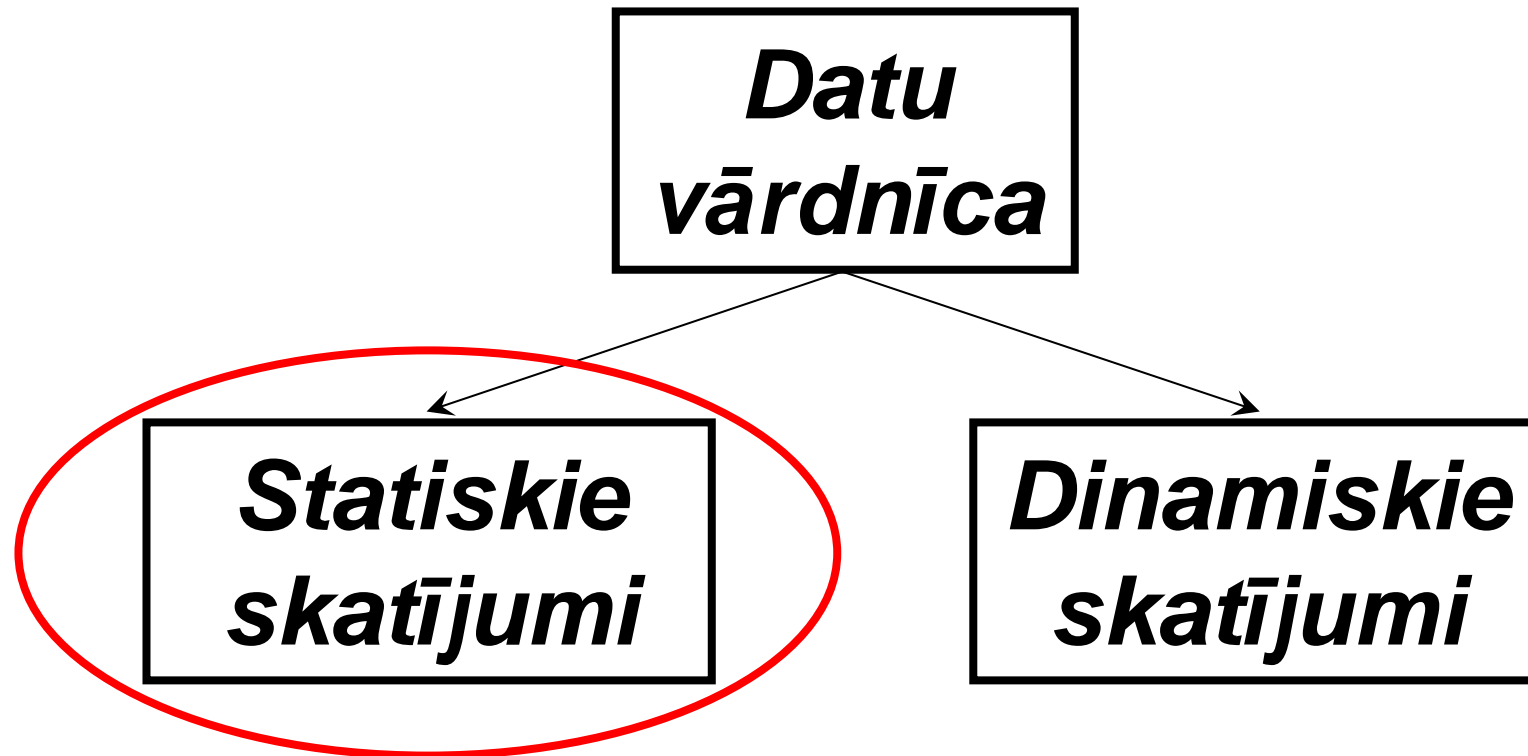 Datu
vārdnīca
Statiskie
skatījumi
Dinamiskie
skatījumi